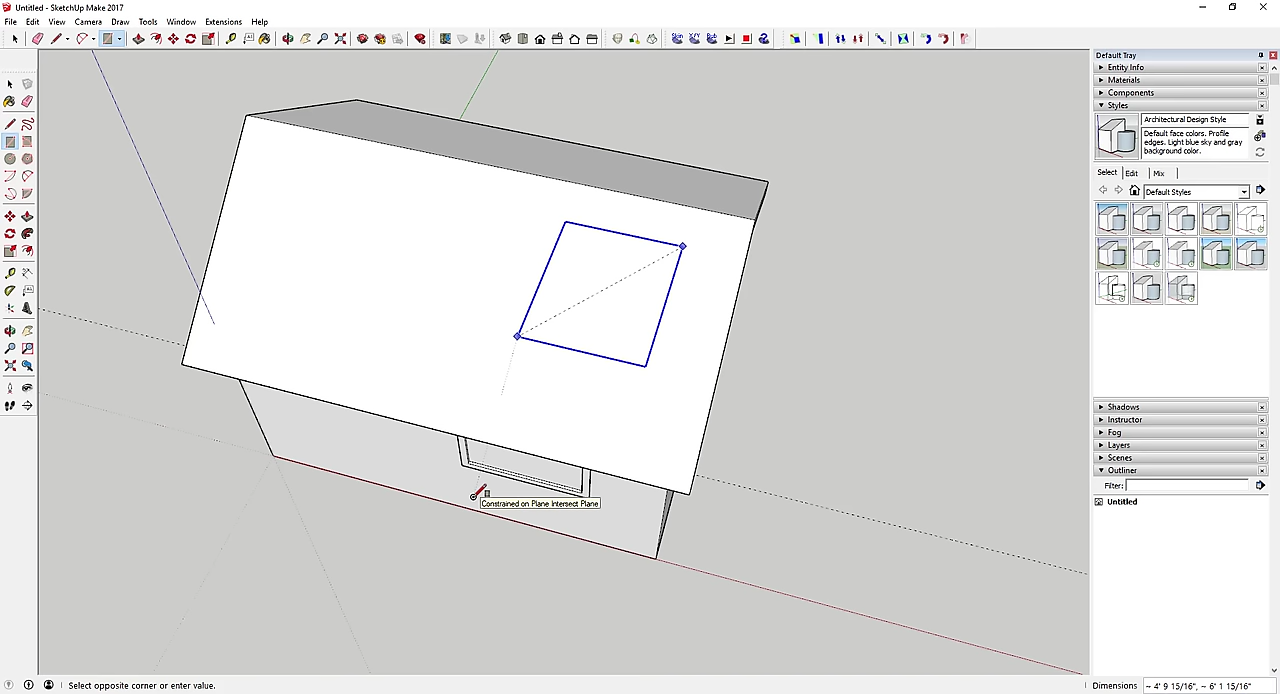 Untitled - SketchUp Make 2017
File Edit View Camera Draw Tools Window Extensions Help
Default Tray
Entity Info
Materials
Components
Styles
Architectural Design Style
Default face colors. Profile
edges. Light blue sky and gray
background color.
Select Edit Mix
Default Styles
Shadows
Instructor
Fog
Layers
Scenes
Outliner
Filter:
Untitled
Constrained on Plane Intersect Plane
Select opposite corner or enter value.
Dimensions ~ 4' 9 15/16", ~ 6' 1 15/16"